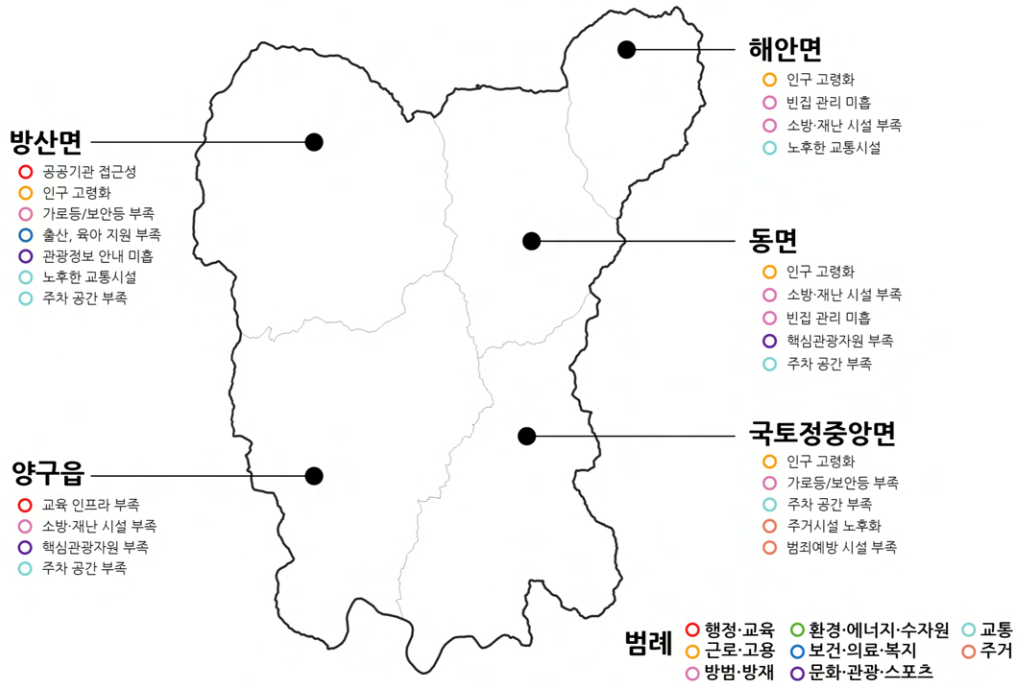 방산면
공공기관 접근성
인구 고령화
가로등/보안등 부족
출산, 육아 지원 부족
관광정보 안내 미흡
노후한 교통시설
주차 공간 부족
양구읍
교육 인프라 부족
소방·재난 시설 부족
핵심관광자원 부족
주차 공간 부족
해안면
인구 고령화
빈집 관리 미흡
소방·재난 시설 부족
노후한 교통시설
동면
인구 고령화
소방·재난 시설 부족
빈집 관리 미흡
핵심관광자원 부족
주차 공간 부족
국토정중앙면
인구 고령화
가로등/보안등 부족
주차 공간 부족
주거시설 노후화
범죄예방 시설 부족
범례
행정·교육 환경·에너지·수자원 교통
근로·고용 보건·의료·복지 주거
방범·방재 문화·관광·스포츠